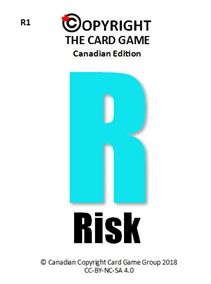 R1
©OPYRIGHT
THE CARD GAME
Canadian Edition
R
Risk
© Canadian Copyright Card Game Group 2018
CC-BY-NC-SA 4.0